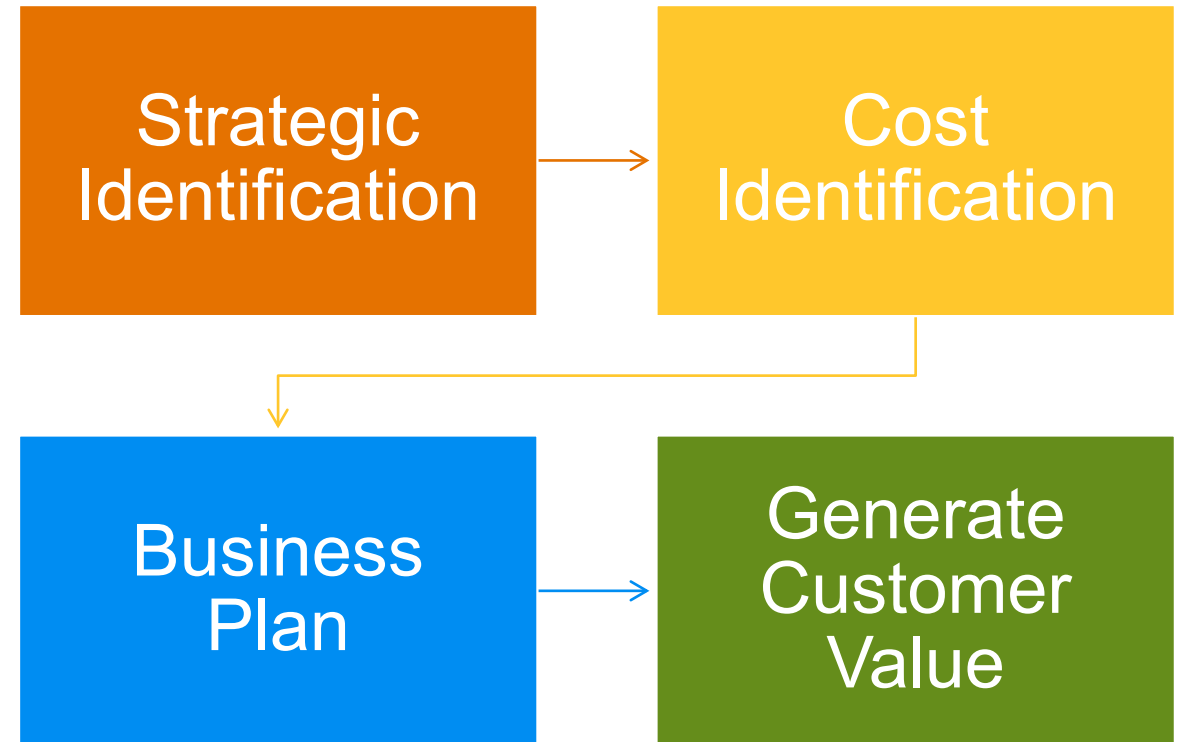 Strategic
Identification
Cost
Identification
Business
Plan
Generate
Customer
Value